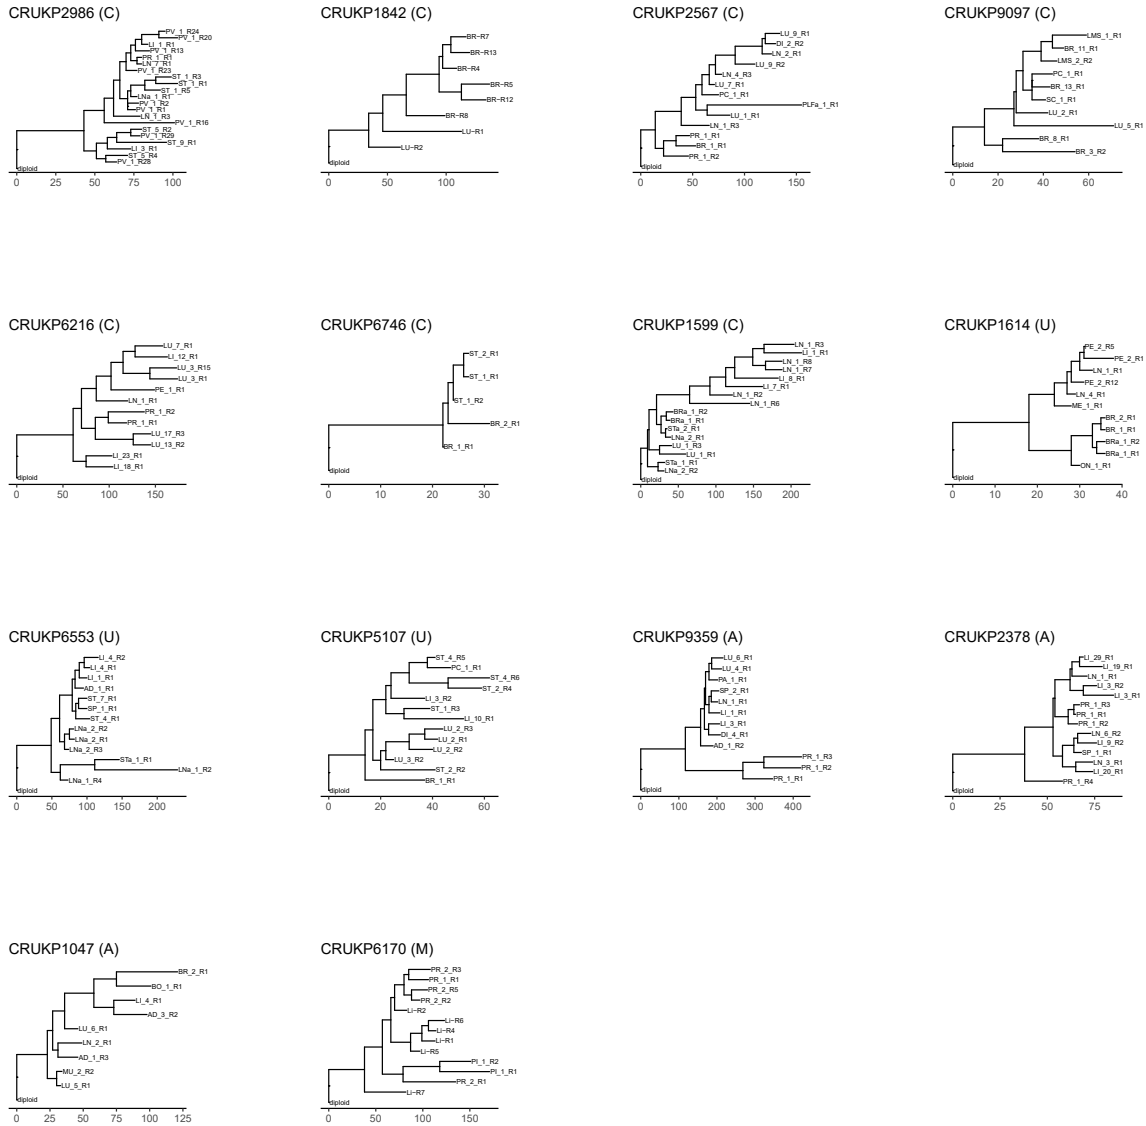 CRUKP2986 (C)
PV_1_R24
PV_1_R20
LI_1_R1
PV_1_R13
PR_1_R1
LN_7_R1
PV_1_R23
ST_1_R3
ST_1_R1
ST_1_R5
LNa_1_R1
PV_1_R2
PV_1_R1
LN_1_R3
PV_1_R16
ST_5_R2
PV_1_R29
ST_9_R1
LI_3_R1
ST_5_R4
PV_1_R28
diploid
0 25 50 75 100
CRUKP1842 (C)
BR-R7
BR-R13
BR-R4
BR-R5
BR-R12
BR-R8
LU-R1
LU-R2
diploid
0 50 100
CRUKP2567 (C)
LU_9_R1
DI_2_R2
LN_2_R1
LU_9_R2
LN_4_R3
LU_7_R1
PC_1_R1
PLFa_1_R1
LU_1_R1
LN_1_R3
PR_1_R1
BR_1_R1
PR_1_R2
diploid
0 50 100 150
CRUKP9097 (C)
LMS_1_R1
BR_11_R1
LMS_2_R2
PC_1_R1
BR_13_R1
SC_1_R1
LU_2_R1
LU_5_R1
BR_8_R1
BR_3_R2
diploid
0 20 40 60
CRUKP6216 (C)
LU_7_R1
LI_12_R1
LU_3_R15
LU_3_R1
PE_1_R1
LN_1_R1
PR_1_R2
PR_1_R1
LU_17_R3
LU_13_R2
LI_23_R1
LI_18_R1
diploid
0 50 100 150
CRUKP6746 (C)
ST_2_R1
ST_1_R1
ST_1_R2
BR_2_R1
BR_1_R1
diploid
0 10 20 30
CRUKP1599 (C)
LN_1_R3
LI_1_R1
LN_1_R8
LN_1_R7
LI_8_R1
LI_7_R1
LN_1_R2
LN_1_R6
BRa_1_R2
BRa_1_R1
STa_2_R1
LNa_2_R1
LU_1_R3
LU_1_R1
STa_1_R1
LNa_2_R2
diploid
0 50 100 150 200
CRUKP1614 (U)
PE_2_R5
PE_2_R1
LN_1_R1
PE_2_R12
LN_4_R1
ME_1_R1
BR_2_R1
BR_1_R1
BRa_1_R2
BRa_1_R1
ON_1_R1
diploid
0 10 20 30 40
CRUKP6553 (U)
LI_4_R2
LI_4_R1
LI_1_R1
AD_1_R1
ST_7_R1
SP_1_R1
ST_4_R1
LNa_2_R2
LNa_2_R1
LNa_2_R3
STa_1_R1
LNa_1_R2
LNa_1_R4
diploid
0 50 100 150 200
CRUKP5107 (U)
ST_4_R5
PC_1_R1
ST_4_R6
ST_2_R4
LI_3_R2
ST_1_R3
LI_10_R1
LU_2_R3
LU_2_R1
LU_2_R2
LU_3_R2
ST_2_R2
BR_1_R1
diploid
0 20 40 60
CRUKP9359 (A)
LU_6_R1
LU_4_R1
PA_1_R1
SP_2_R1
LN_1_R1
LI_1_R1
LI_3_R1
DI_4_R1
AD_1_R2
PR_1_R3
PR_1_R2
PR_1_R1
diploid
0 100 200 300 400
CRUKP2378 (A)
LI_29_R1
LI_19_R1
LN_1_R1
LI_3_R2
LI_3_R1
PR_1_R3
PR_1_R1
PR_1_R2
LN_6_R2
LI_9_R2
SP_1_R1
LN_3_R1
LI_20_R1
PR_1_R4
diploid
0 25 50 75
CRUKP1047 (A)
BR_2_R1
BO_1_R1
LI_4_R1
AD_3_R2
LU_6_R1
LN_2_R1
AD_1_R3
MU_2_R2
LU_5_R1
diploid
0 25 50 75 100 125
CRUKP6170 (M)
PR_2_R3
PR_1_R1
PR_2_R5
PR_2_R2
Li-R2
Li-R6
Li-R4
Li-R1
Li-R5
PI_1_R2
PI_1_R1
PR_2_R1
Li-R7
diploid
0 50 100 150